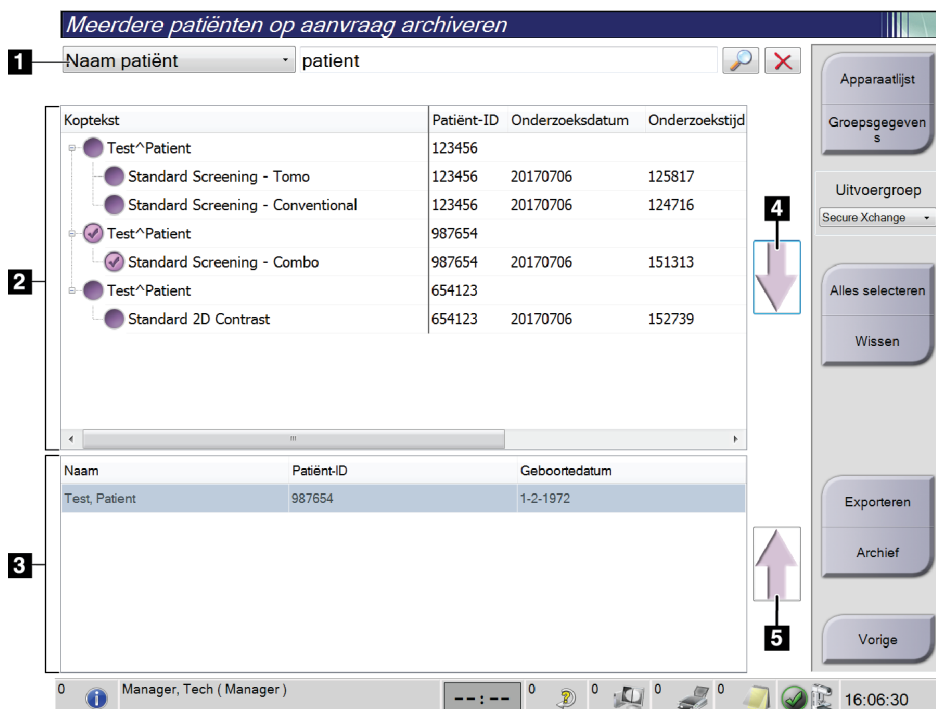 Meerdere patiënten op aanvraag archiveren
1
Naam patiënt patient
Koptekst Patiënt-ID Onderzoeksdatum Onderzoekstijd
Test^Patient 123456
Standard Screening - Tomo 123456 20170706 125817
Standard Screening - Conventional 123456 20170706 124716
Test^Patient 987654
Standard Screening - Combo 987654 20170706 151313
Test^Patient 654123
Standard 2D Contrast 654123 20170706 152739
2
4
Naam Patiënt-ID Geboortedatum
Test, Patient 987654 1-2-1972
3
5
Apparaatlijst
Groepsgegeven
s
Uitvoergroep
Secure Xchange
Alles selecteren
Wissen
Exporteren
Archief
Vorige
0 Manager, Tech ( Manager ) --:-- 0 0 0 0 16:06:30